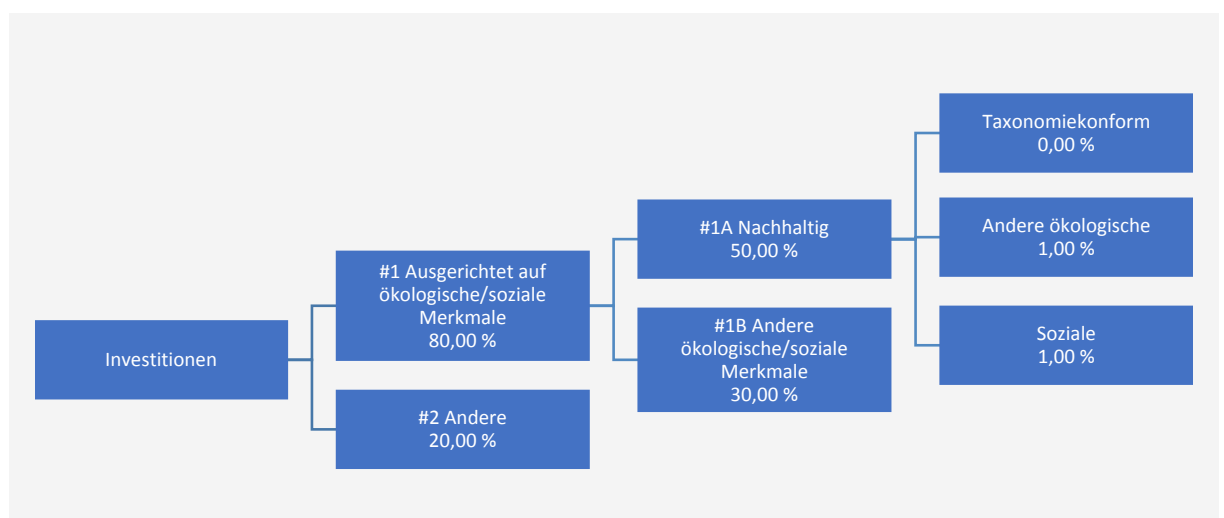 Investitionen
#1 Ausgerichtet auf
ökologische/soziale
Merkmale
80,00 %
#2 Andere
20,00 %
#1A Nachhaltig
50,00 %
#1B Andere
ökologische/soziale
Merkmale
30,00 %
Taxonomiekonform
0,00 %
Andere ökologische
1,00 %
Soziale
1,00 %